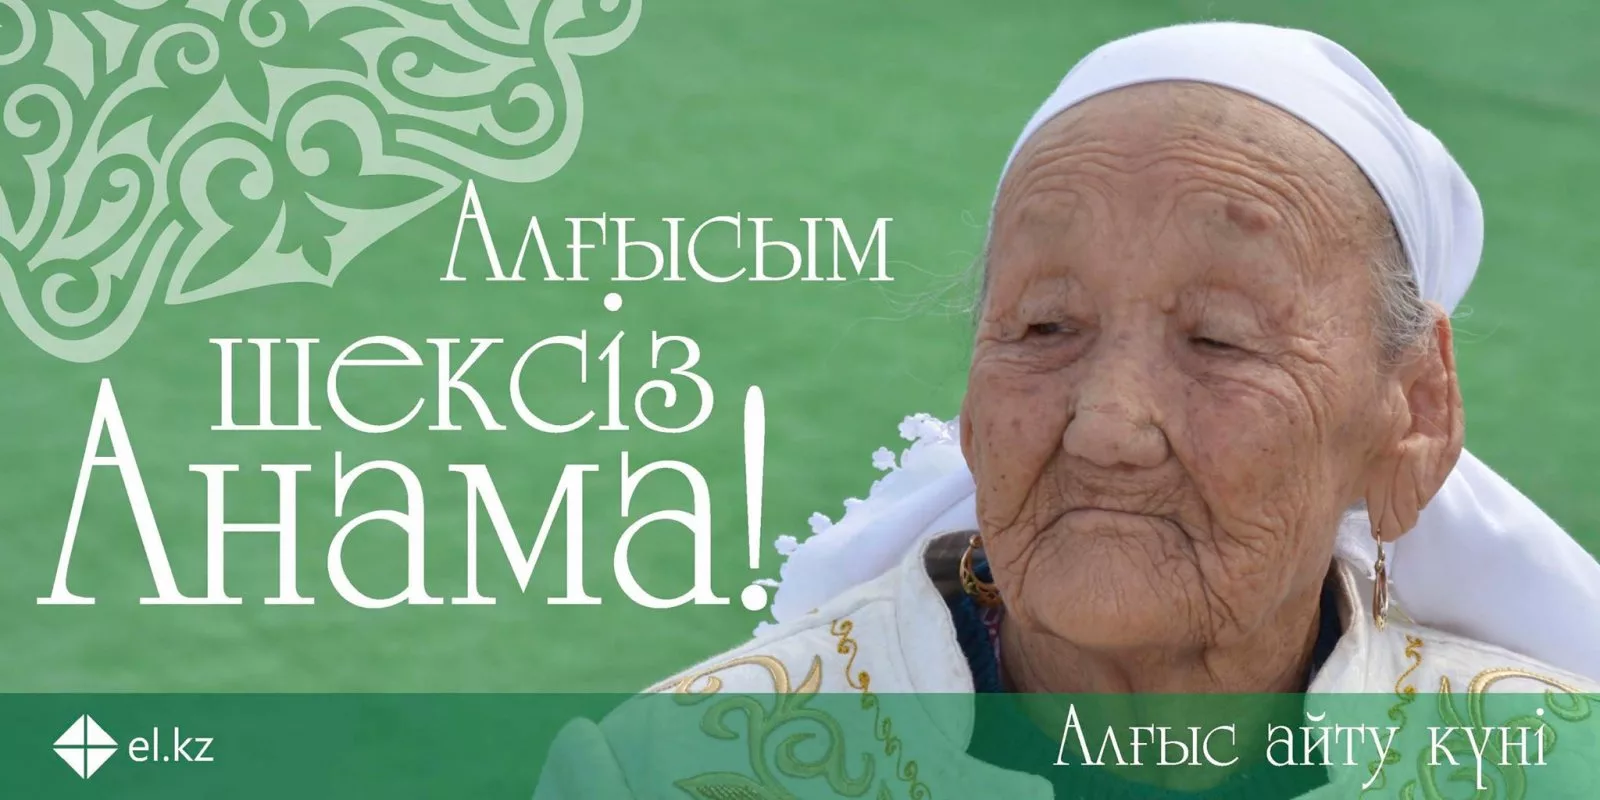 Алғысым
шексіз
Анама!
el.kz
Алғыс айту күні